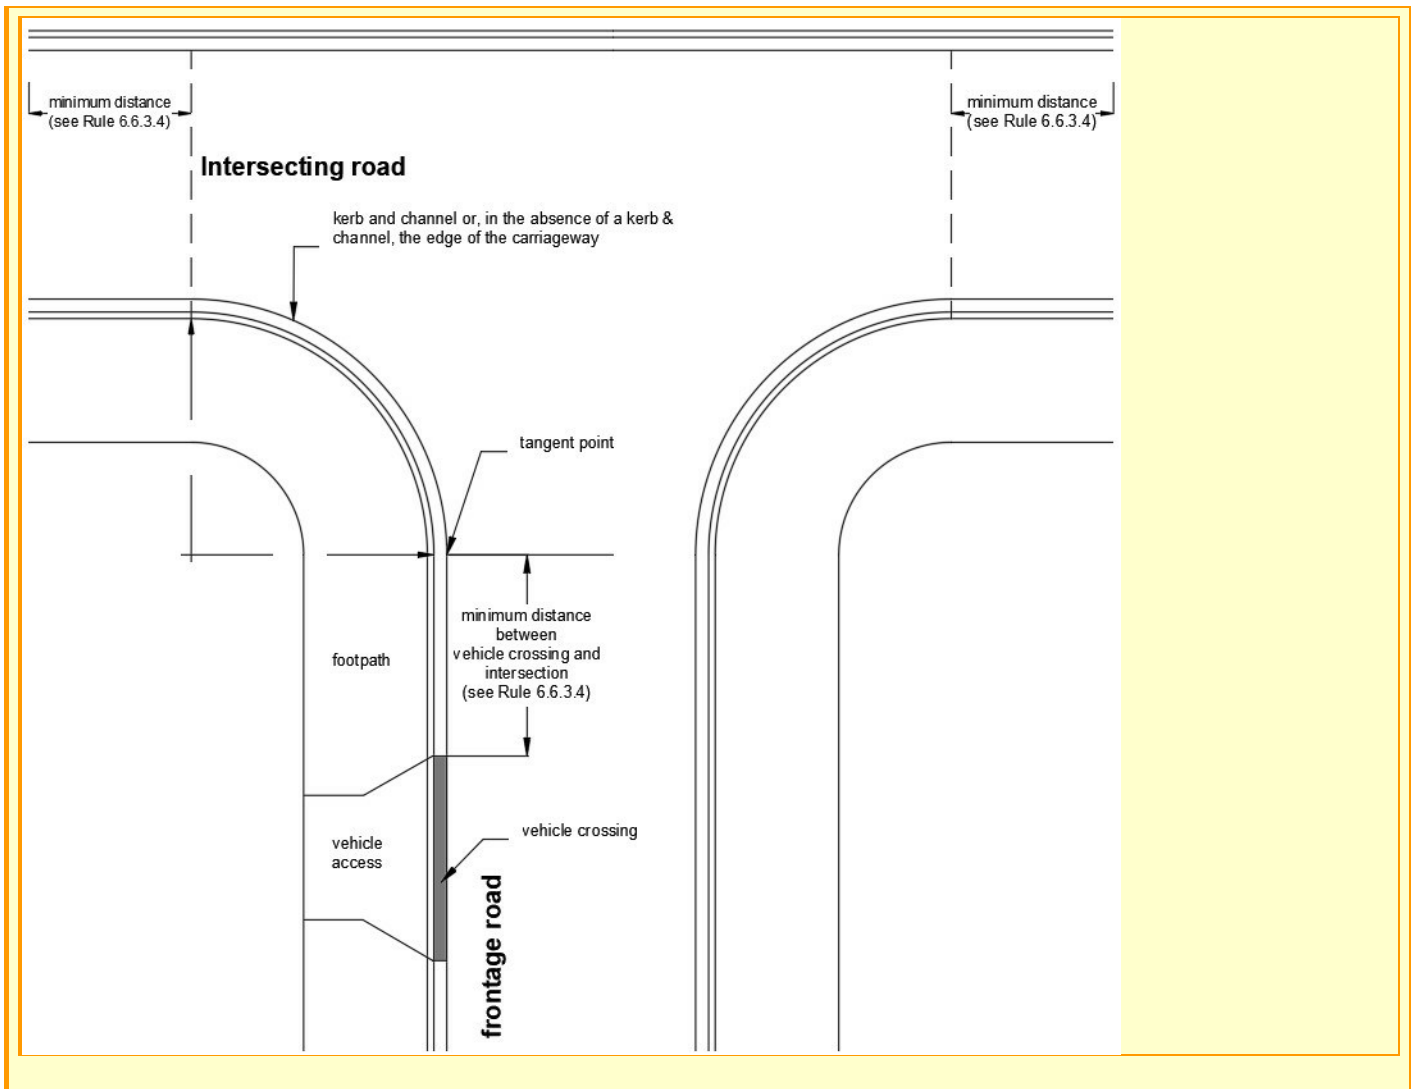 minimum distance
(see Rule 6.6.3.4)
minimum distance
(see Rule 6.6.3.4)
Intersecting road
kerb and channel or, in the absence of a kerb &
channel, the edge of the carriageway
tangent point
minimum distance
between
vehicle crossing and
intersection
(see Rule 6.6.3.4)
footpath
vehicle crossing
vehicle
access
frontage road